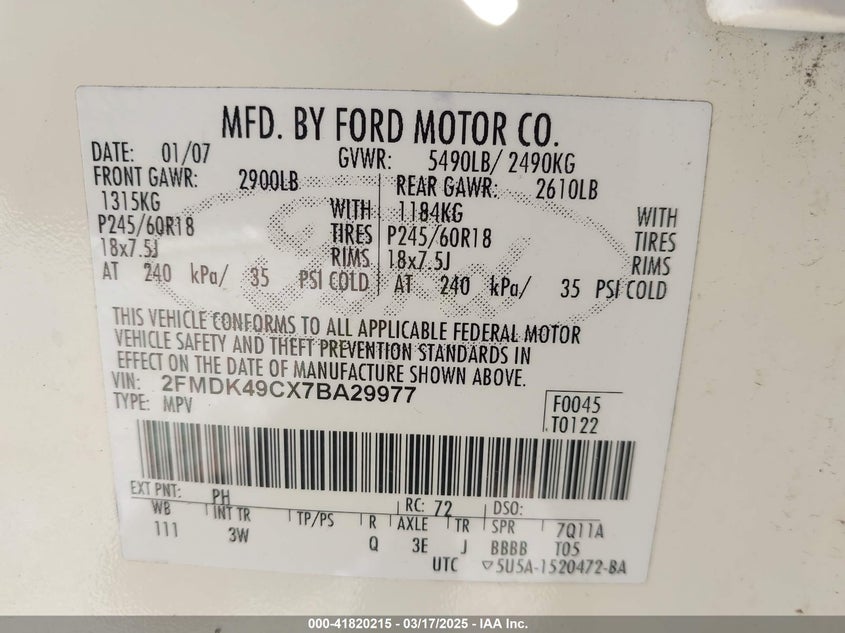 MFD. BY FORD MOTOR CO.
DATE: 01/07 GVWR: 5490LB/ 2490KG
FRONT GAWR: 2900LB REAR GAWR: 2610LB
1315KG WITH 1184KG WITH
P245/60R18 TIRES P245/60R18 TIRES
18x7.5J RIMS 18x7.5J RIMS
AT 240 kPa/ 35 PSI COLD AT 240 kPa/ 35 PSI COLD
THIS VEHICLE CONFORMS TO ALL APPLICABLE FEDERAL MOTOR
VEHICLE SAFETY AND THEFT PREVENTION STANDARDS IN
EFFECT ON THE DATE OF MANUFACTURE SHOWN ABOVE.
VIN: 2FMDK49CX7BA29977
TYPE: MPV F0045
T0122
EXT PNT: PH RC: 72 DSO:
WB INT TR TP/PS R AXLE TR SPR 7Q11A
111 3W Q 3E J BBBB T05
UTC ▽5U5A-1520472-BA
000-41820215 - 03/17/2025 - IAA Inc.